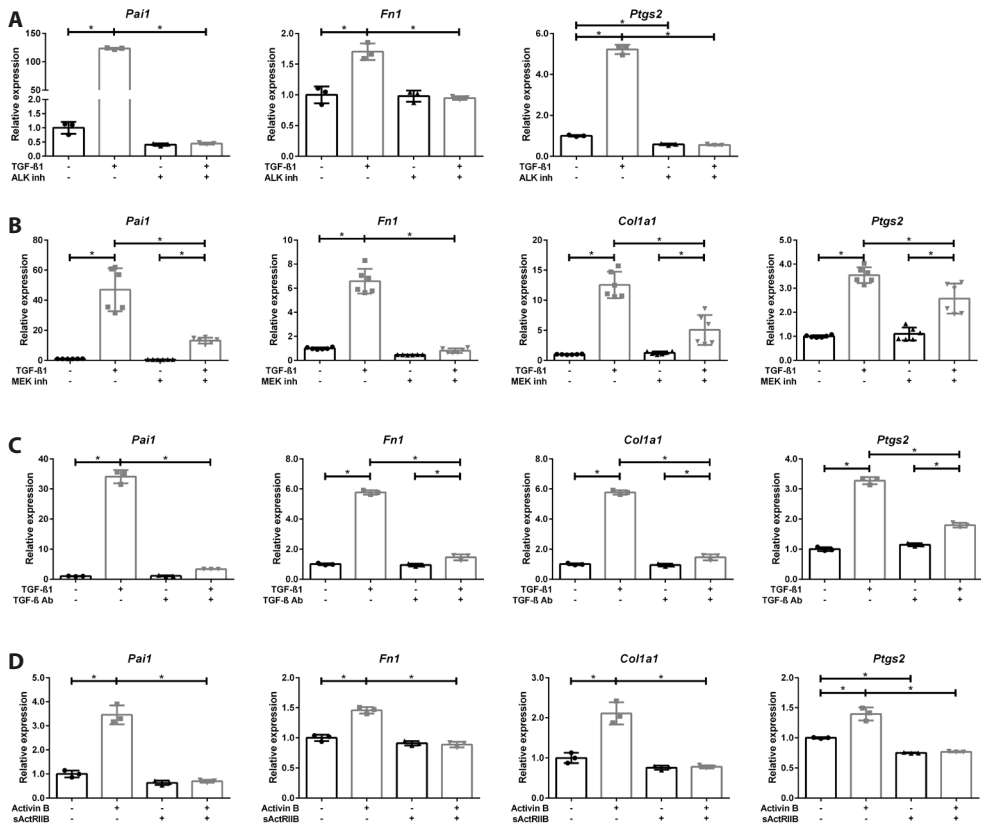 A
Pai1
Fn1
Ptgs2
Relative expression
150
125
100
75
50
2.0
1.5
1.0
0.5
0.0
* *
TGF-ß1 - + - +
ALK inh - - + +
Relative expression
2.0
1.5
1.0
0.5
0.0
* *
TGF-ß1 - + - +
ALK inh - - + +
Relative expression
6.0
4.0
2.0
0.0
*
* *
TGF-ß1 - + - +
ALK inh - - + +
B
Pai1
Fn1
Col1a1
Ptgs2
Relative expression
80
60
40
20
0
*
* *
TGF-ß1 - + - +
MEK inh - - + +
Relative expression
10
8
6
4
2
0
* *
TGF-ß1 - + - +
MEK inh - - + +
Relative expression
20
15
10
5
0
*
* *
TGF-ß1 - + - +
MEK inh - - + +
Relative expression
5.0
4.0
3.0
2.0
1.0
0.0
*
* *
TGF-ß1 - + - +
MEK inh - - + +
C
Pai1
Fn1
Col1a1
Ptgs2
Relative expression
40
30
20
10
0
* *
TGF-ß1 - + - +
TGF-ß Ab - - + +
Relative expression
8.0
6.0
4.0
2.0
0.0
*
* *
TGF-ß1 - + - +
TGF-ß Ab - - + +
Relative expression
8.0
6.0
4.0
2.0
0.0
*
* *
TGF-ß1 - + - +
TGF-ß Ab - - + +
Relative expression
4.0
3.0
2.0
1.0
0.0
*
* *
TGF-ß1 - + - +
TGF-ß Ab - - + +
D
Pai1
Fn1
Col1a1
Ptgs2
Relative expression
5.0
4.0
3.0
2.0
1.0
0.0
* *
Activin B - + - +
sActRIIB - - + +
Relative expression
2.0
1.5
1.0
0.5
0.0
* *
Activin B - + - +
sActRIIB - - + +
Relative expression
3.0
2.0
1.0
0.0
* *
Activin B - + - +
sActRIIB - - + +
Relative expression
2.0
1.5
1.0
0.5
0.0
*
* *
Activin B - + - +
sActRIIB - - + +